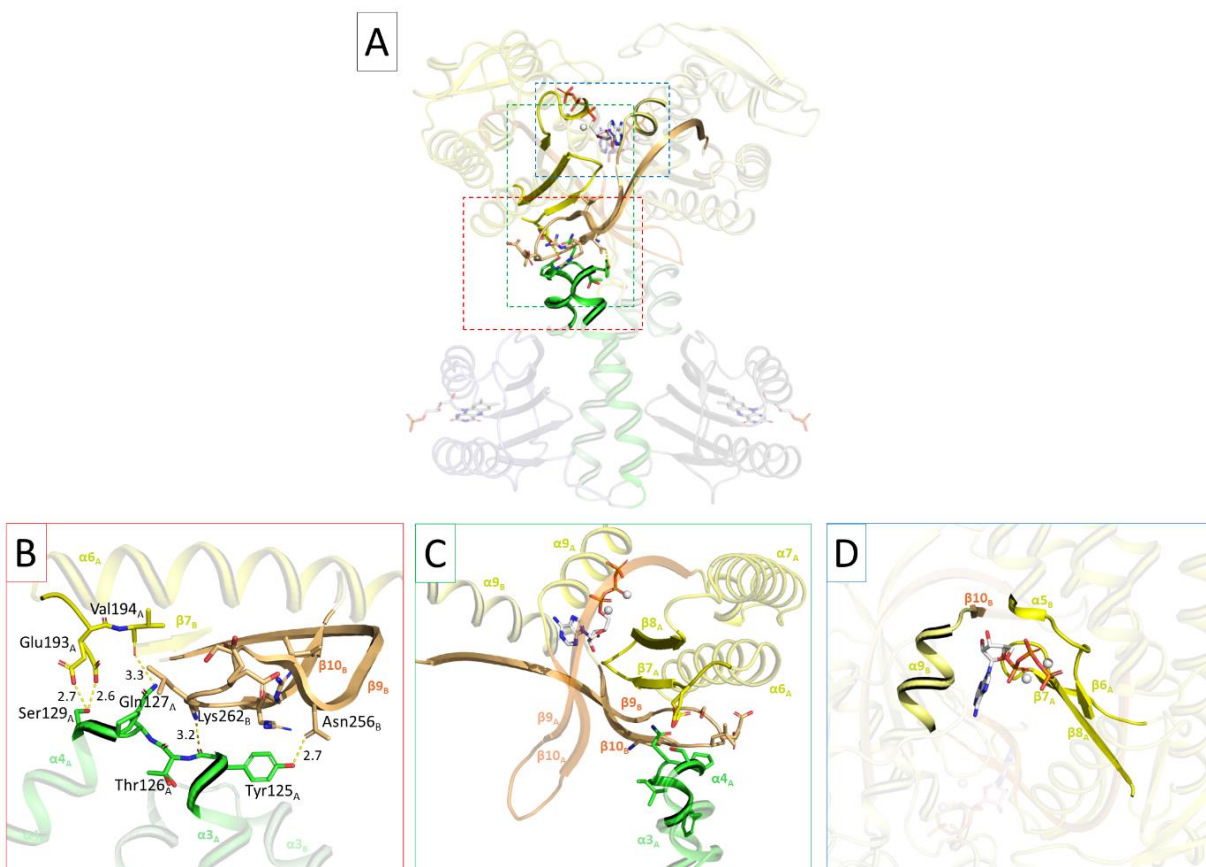 A
B
α6A
Val194A
β7B
Glu193A
β10B
3.3
β9B
2.7
2.6
Gln127A
Lys262B
Asn256B
Ser129A
3.2
2.7
α4A
Thr126A
Tyr125A
α3A
α3B
C
α9A
α7A
α9B
β8A
β7A
α6A
β9A
β9B
β10B
β10A
α4A
α3A
D
β10B
α5B
α9B
β6A
β7A
β8A